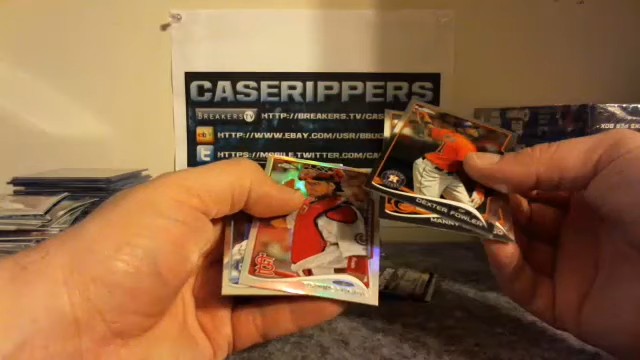 CASERIPPERS
BREAKERSTV HTTP://BREAKERS.TV/CAS
HTTP://WWW.EBAY.COM/USR/BBUC
HTTPS://MOBILE.TWITTER.COM/CA
DEXTER FOWLER
MANNY